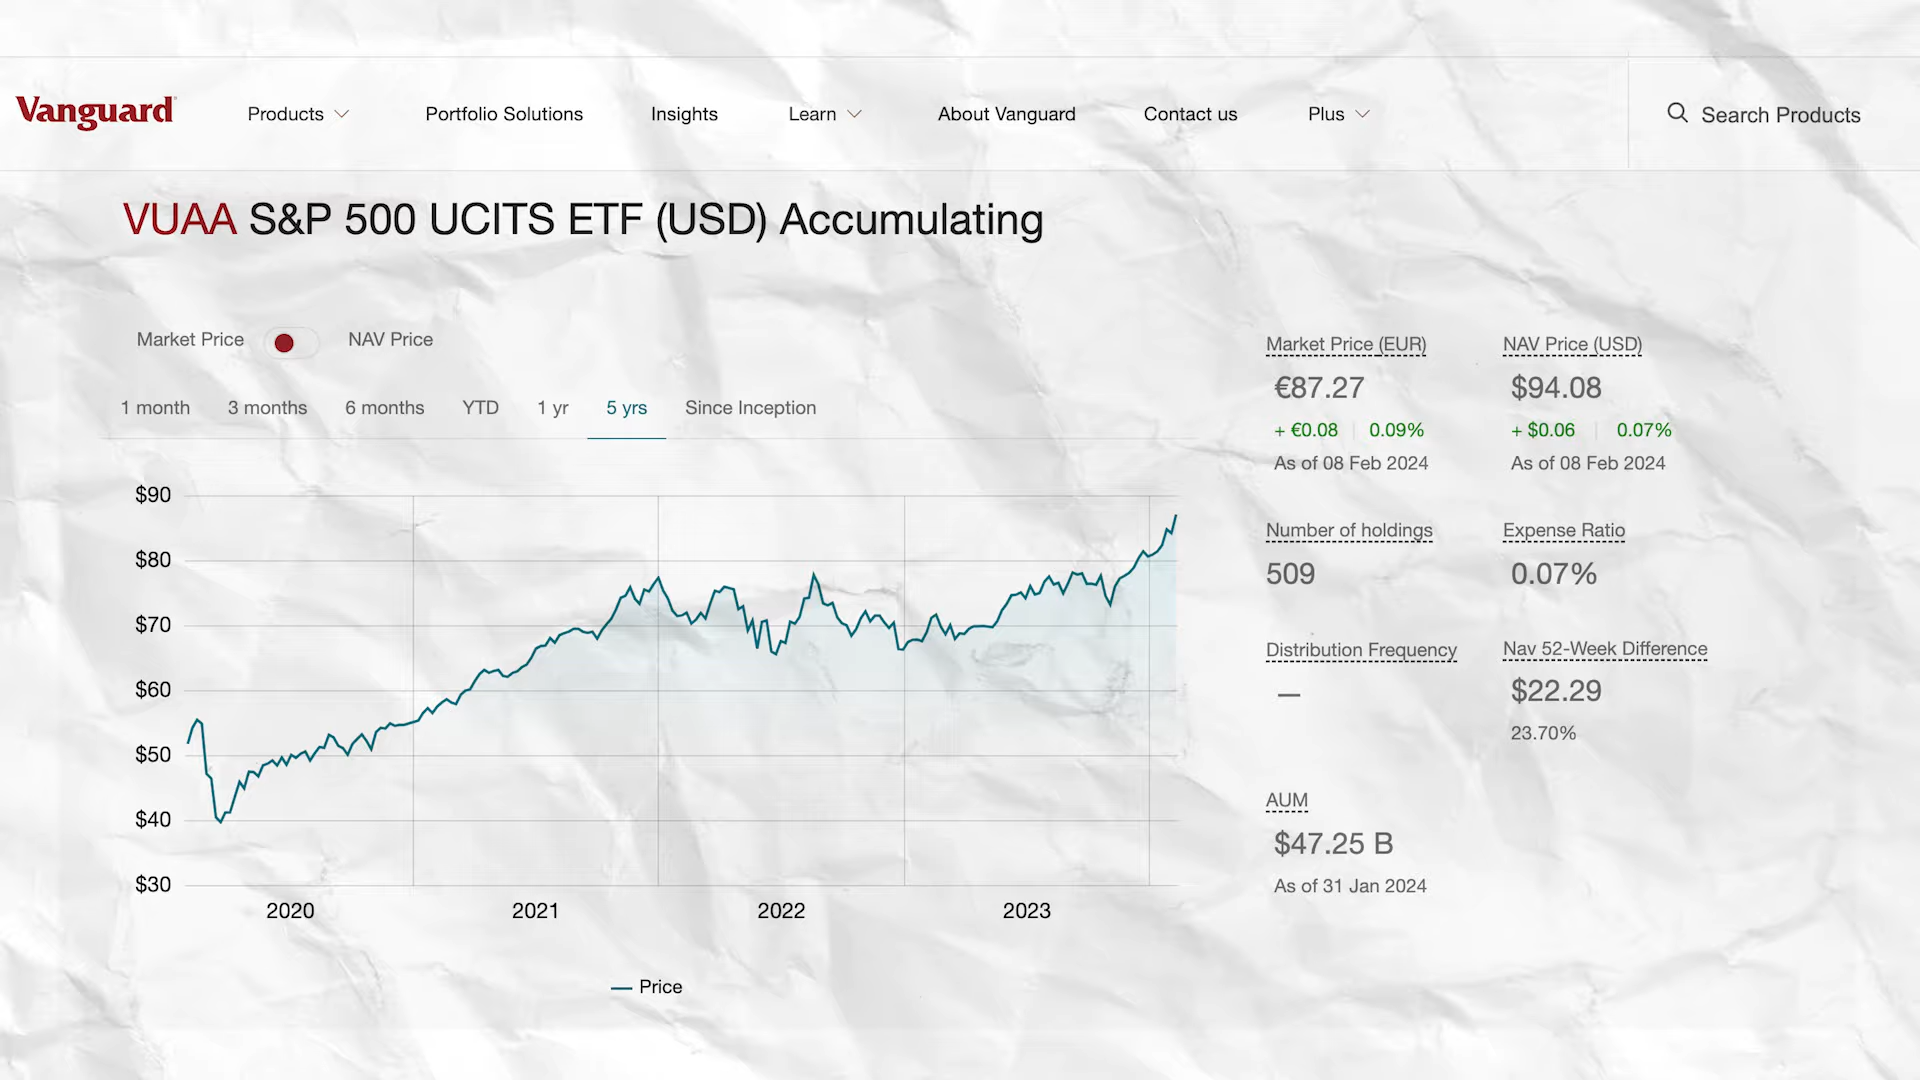 Vanguard
Products
Portfolio Solutions
Insights
Learn
About Vanguard
Contact us
Plus
Search Products
VUAA S&P 500 UCITS ETF (USD) Accumulating
Market Price
NAV Price
1 month
3 months
6 months
YTD
1 yr
5 yrs
Since Inception
$90
$80
$70
$60
$50
$40
$30
2020
2021
2022
2023
— Price
Market Price (EUR)
€87.27
+ €0.08 | 0.09%
As of 08 Feb 2024
NAV Price (USD)
$94.08
+ $0.06 | 0.07%
As of 08 Feb 2024
Number of holdings
509
Expense Ratio
0.07%
Distribution Frequency
—
Nav 52-Week Difference
$22.29
23.70%
AUM
$47.25 B
As of 31 Jan 2024